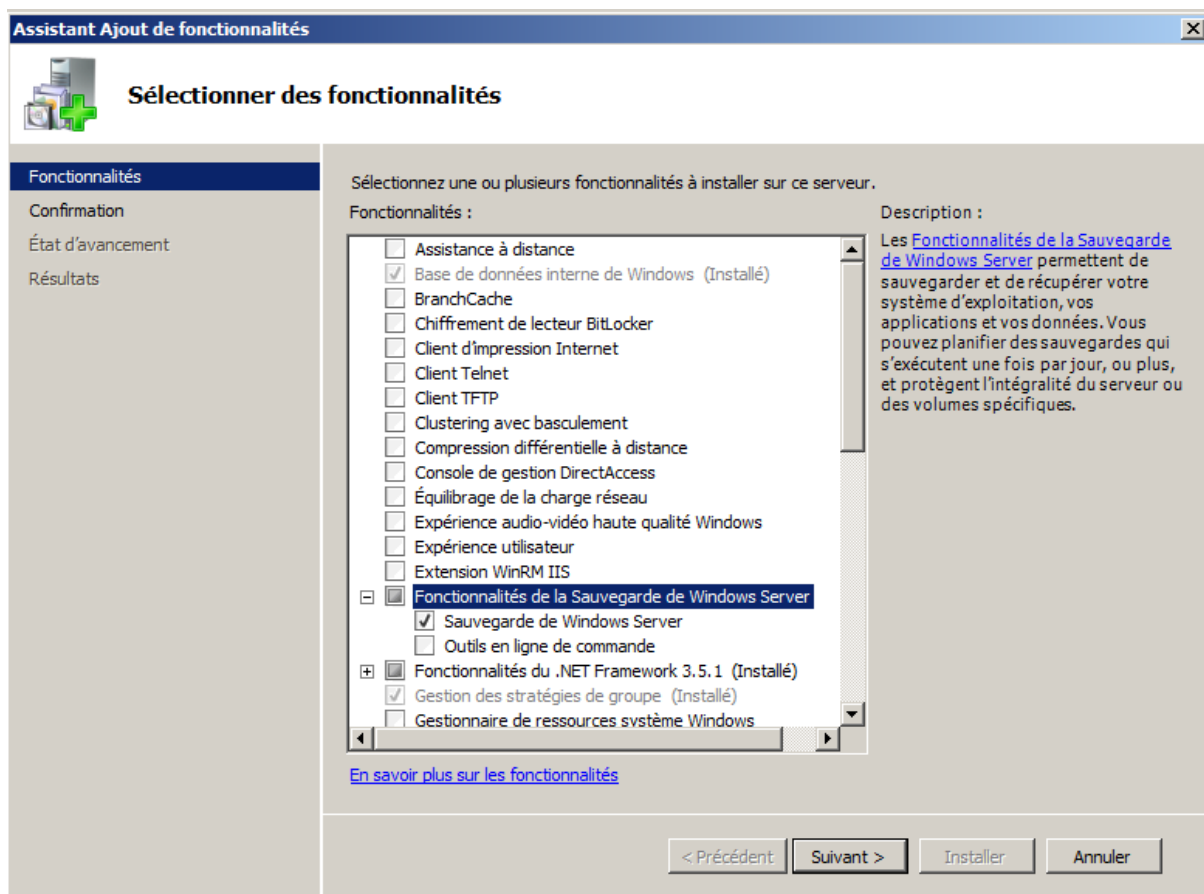 Assistant Ajout de fonctionnalités
Sélectionner des fonctionnalités
Fonctionnalités
Confirmation
État d'avancement
Résultats
Sélectionnez une ou plusieurs fonctionnalités à installer sur ce serveur.
Fonctionnalités :
Assistance à distance
Base de données interne de Windows (Installé)
BranchCache
Chiffrement de lecteur BitLocker
Client d'impression Internet
Client Telnet
Client TFTP
Clustering avec basculement
Compression différentielle à distance
Console de gestion DirectAccess
Équilibrage de la charge réseau
Expérience audio-vidéo haute qualité Windows
Expérience utilisateur
Extension WinRM IIS
Fonctionnalités de la Sauvegarde de Windows Server
Sauvegarde de Windows Server
Outils en ligne de commande
Fonctionnalités du .NET Framework 3.5.1 (Installé)
Gestion des stratégies de groupe (Installé)
Gestionnaire de ressources système Windows
En savoir plus sur les fonctionnalités
Description :
Les Fonctionnalités de la Sauvegarde
de Windows Server permettent de
sauvegarder et de récupérer votre
système d'exploitation, vos
applications et vos données. Vous
pouvez planifier des sauvegardes qui
s'exécutent une fois par jour, ou plus,
et protègent l'intégralité du serveur ou
des volumes spécifiques.
< Précédent
Suivant >
Installer
Annuler